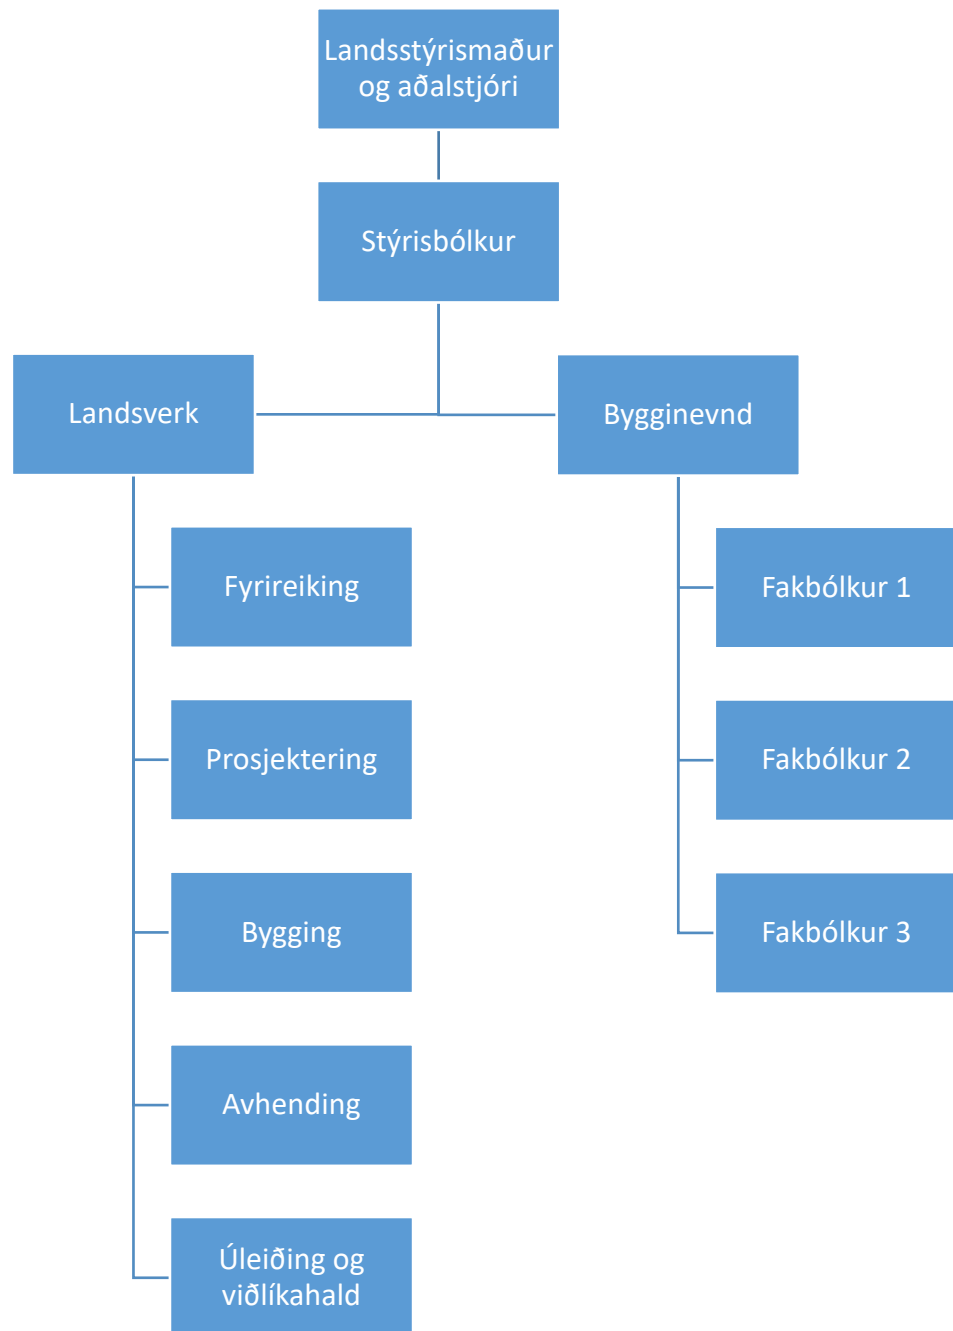 Landsstýrismaður
og aðalstjóri
Stýrisbólkur
Landsverk
Bygginevnd
Fyrireiking
Prosjektering
Bygging
Avhending
Úleiðing og
viðlíkahald
Fakbólkur 1
Fakbólkur 2
Fakbólkur 3